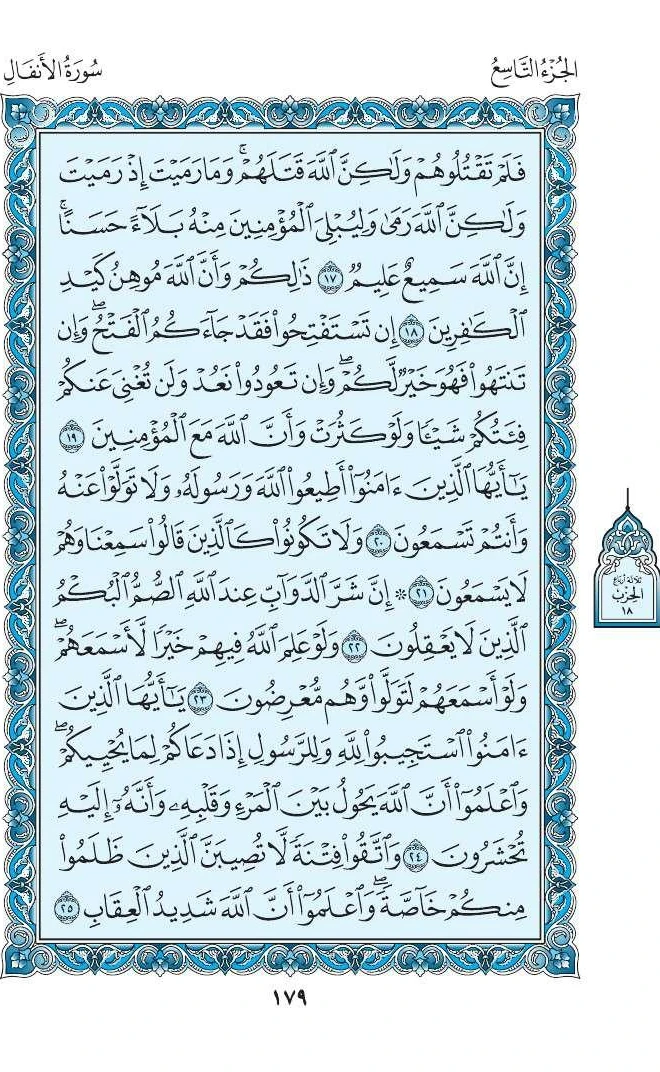 الجُزْءُ التَّاسِعُ
سُورَةُ الأَنفَالِ
فَلَمْ تَقْتُلُوهُمْ وَلَٰكِنَّ ٱللَّهَ قَتَلَهُمْۚ وَمَا رَمَيْتَ إِذْ رَمَيْتَ
وَلَٰكِنَّ ٱللَّهَ رَمَىٰ وَلِيُبْلِيَ ٱلْمُؤْمِنِينَ مِنْهُ بَلَآءً حَسَنًاۚ
إِنَّ ٱللَّهَ سَمِيعٌ عَلِيمٌ ١٧ ذَٰلِكُمْ وَأَنَّ ٱللَّهَ مُوهِنُ كَيْدِ
ٱلْكَٰفِرِينَ ١٨ إِن تَسْتَفْتِحُوا۟ فَقَدْ جَآءَكُمُ ٱلْفَتْحُۖ وَإِن
تَنتَهُوا۟ فَهُوَ خَيْرٌ لَّكُمْۖ وَإِن تَعُودُوا۟ نَعُدْ وَلَن تُغْنِيَ عَنكُمْ
فِئَتُكُمْ شَيْـًٔا وَلَوْ كَثُرَتْ وَأَنَّ ٱللَّهَ مَعَ ٱلْمُؤْمِنِينَ ١٩
يَٰٓأَيُّهَا ٱلَّذِينَ ءَامَنُوٓا۟ أَطِيعُوا۟ ٱللَّهَ وَرَسُولَهُۥ وَلَا تَوَلَّوْا۟ عَنْهُ
وَأَنتُمْ تَسْمَعُونَ ٢٠ وَلَا تَكُونُوا۟ كَٱلَّذِينَ قَالُوا۟ سَمِعْنَا وَهُمْ
لَا يَسْمَعُونَ ٢١ ۞ إِنَّ شَرَّ ٱلدَّوَآبِّ عِندَ ٱللَّهِ ٱلصُّمُّ ٱلْبُكْمُ
ٱلَّذِينَ لَا يَعْقِلُونَ ٢٢ وَلَوْ عَلِمَ ٱللَّهُ فِيهِمْ خَيْرًا لَّأَسْمَعَهُمْۖ
وَلَوْ أَسْمَعَهُمْ لَتَوَلَّوا۟ وَّهُم مُّعْرِضُونَ ٢٣ يَٰٓأَيُّهَا ٱلَّذِينَ
ءَامَنُوا۟ ٱسْتَجِيبُوا۟ لِلَّهِ وَلِلرَّسُولِ إِذَا دَعَاكُمْ لِمَا يُحْيِيكُمْۖ
وَٱعْلَمُوٓا۟ أَنَّ ٱللَّهَ يَحُولُ بَيْنَ ٱلْمَرْءِ وَقَلْبِهِۦ وَأَنَّهُۥٓ إِلَيْهِ
تُحْشَرُونَ ٢٤ وَٱتَّقُوا۟ فِتْنَةً لَّا تُصِيبَنَّ ٱلَّذِينَ ظَلَمُوا۟
مِنكُمْ خَآصَّةًۖ وَٱعْلَمُوٓا۟ أَنَّ ٱللَّهَ شَدِيدُ ٱلْعِقَابِ ٢٥
ثلاثة أرباع
الحِزْب
١٨
١٧٩